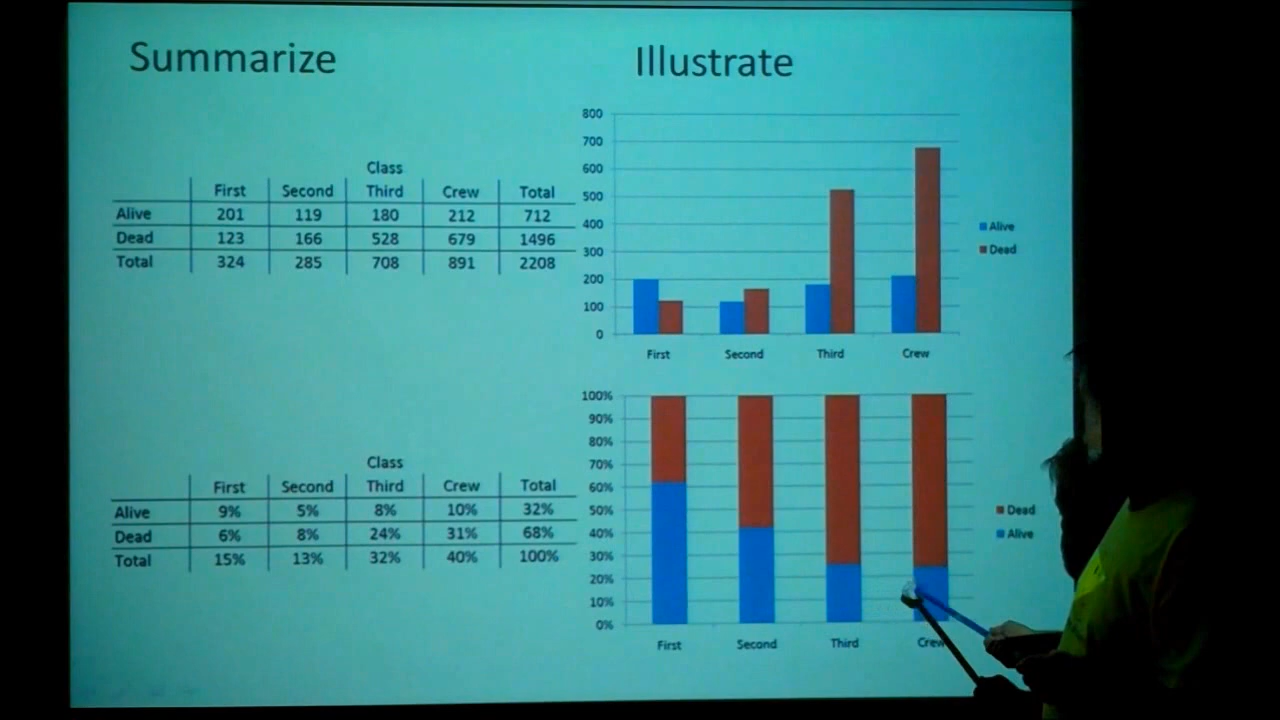 Summarize
Illustrate
Class
First Second Third Crew Total
Alive 201 119 180 212 712
Dead 123 166 528 679 1496
Total 324 285 708 891 2208
800
700
600
500
400
300
200
100
0
First Second Third Crew
Alive
Dead
Class
First Second Third Crew Total
Alive 9% 5% 8% 10% 32%
Dead 6% 8% 24% 31% 68%
Total 15% 13% 32% 40% 100%
100%
90%
80%
70%
60%
50%
40%
30%
20%
10%
0%
First Second Third Crew
Dead
Alive